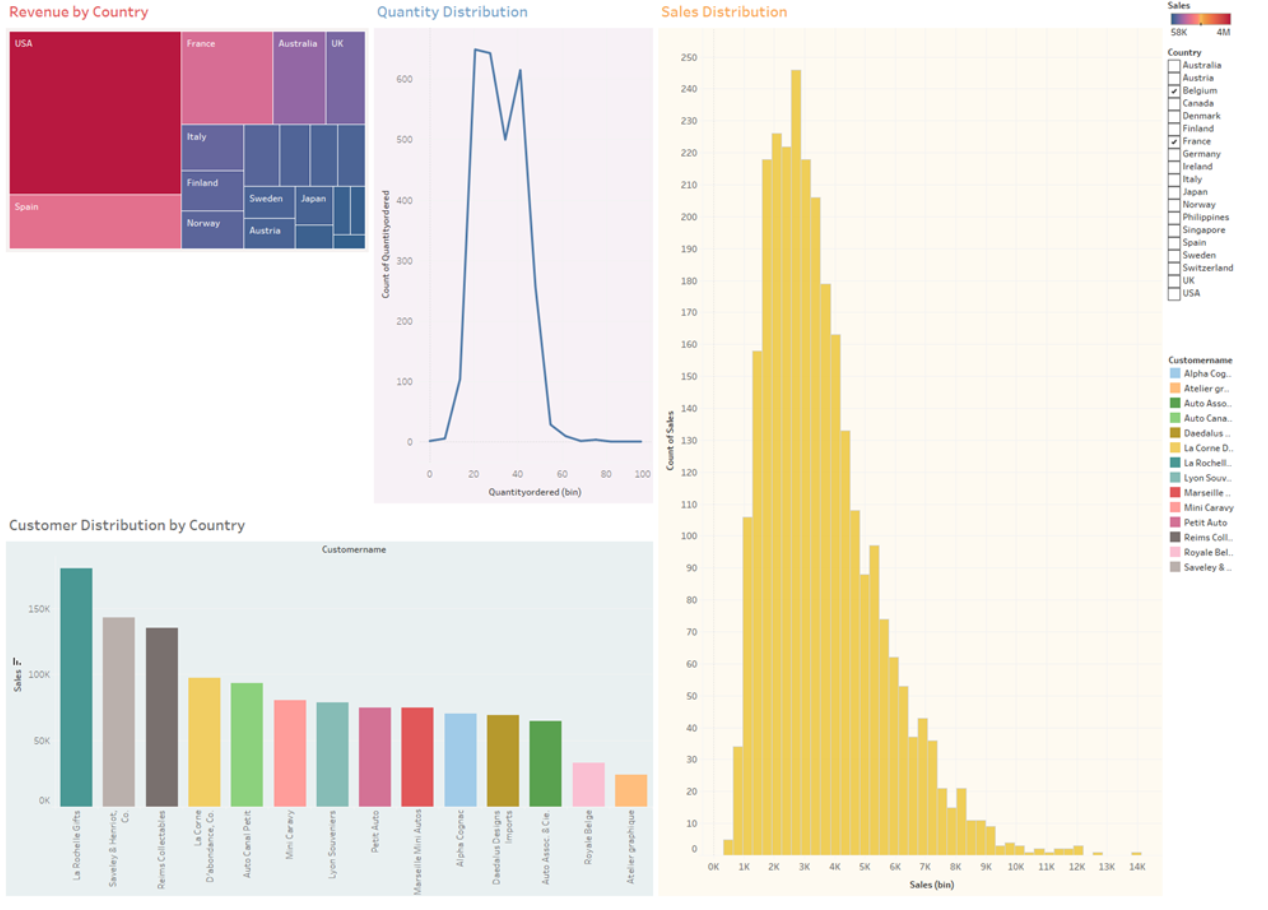 Revenue by Country
USA
France
Australia
UK
Italy
Finland
Spain
Norway
Sweden
Japan
Austria
Quantity Distribution
Count of Quantityordered
600
500
400
300
200
100
0
0 20 40 60 80 100
Quantityordered (bin)
Sales Distribution
Count of Sales
250
240
230
220
210
200
190
180
170
160
150
140
130
120
110
100
90
80
70
60
50
40
30
20
10
0
0K 1K 2K 3K 4K 5K 6K 7K 8K 9K 10K 11K 12K 13K 14K
Sales (bin)
Sales
58K 4M
Country
Australia
Austria
Belgium
Canada
Denmark
Finland
France
Germany
Ireland
Italy
Japan
Norway
Philippines
Singapore
Spain
Sweden
Switzerland
UK
USA
Customername
Alpha Cog..
Atelier gr..
Auto Asso..
Auto Cana..
Daedalus ..
La Corne D..
La Rochell..
Lyon Souv..
Marseille ..
Mini Caravy
Petit Auto
Reims Coll..
Royale Bel..
Saveley & ..
Customer Distribution by Country
Customername
Sales
150K
100K
50K
0K
La Rochelle Gifts
Saveley & Henriot,
Co.
Reims Collectables
La Corne
D'abondance, Co.
Auto Canal Petit
Mini Caravy
Lyon Souveniers
Petit Auto
Marseille Mini Autos
Alpha Cognac
Daedalus Designs
Imports
Auto Assoc. & Cie.
Royale Belge
Atelier graphique